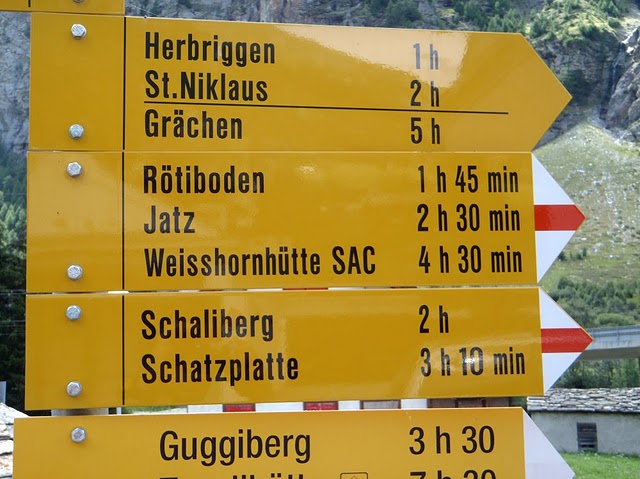 Herbriggen 1 h
St.Niklaus 2 h
Grächen 5 h
Rötiboden 1 h 45 min
Jatz 2 h 30 min
Weisshornhütte SAC 4 h 30 min
Schaliberg 2 h
Schatzplatte 3 h 10 min
Guggiberg 3 h 30